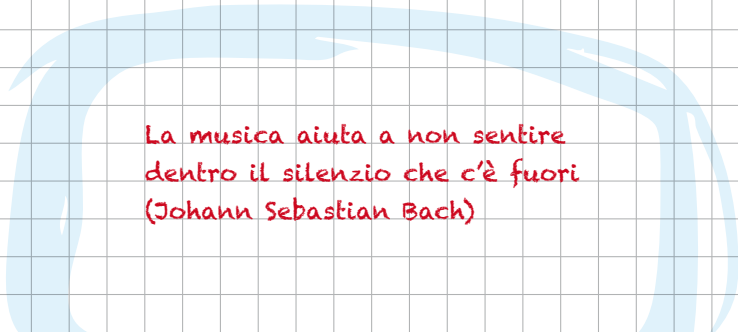 La musica aiuta a non sentire
dentro il silenzio che c'è fuori
(Johann Sebastian Bach)